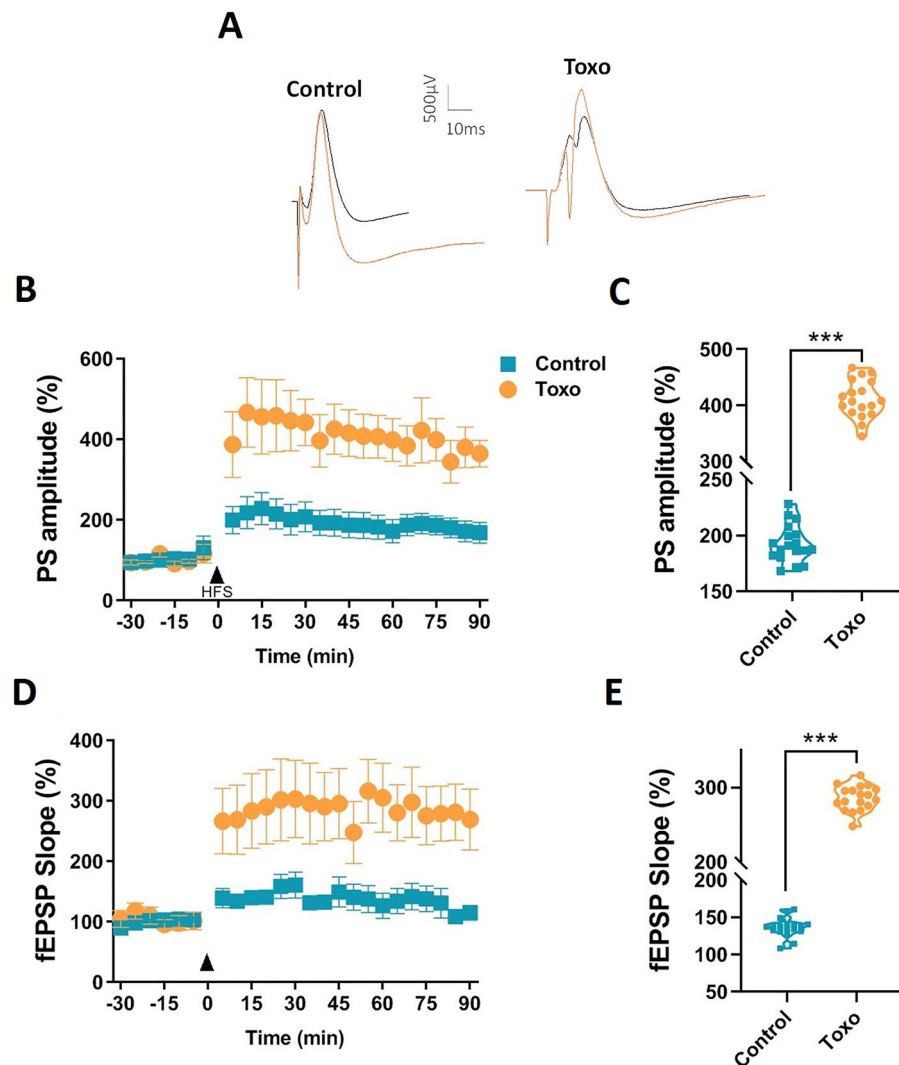 A
Control
Toxo
500µV
10ms
B
PS amplitude (%)
600
400
200
0
HFS
-30 -15 0 15 30 45 60 75 90
Time (min)
Control
Toxo
C
PS amplitude (%)
500
400
300
250
200
150
***
Control
Toxo
D
fEPSP Slope (%)
400
300
200
100
0
-30 -15 0 15 30 45 60 75 90
Time (min)
E
fEPSP Slope (%)
300
200
200
150
100
50
***
Control
Toxo